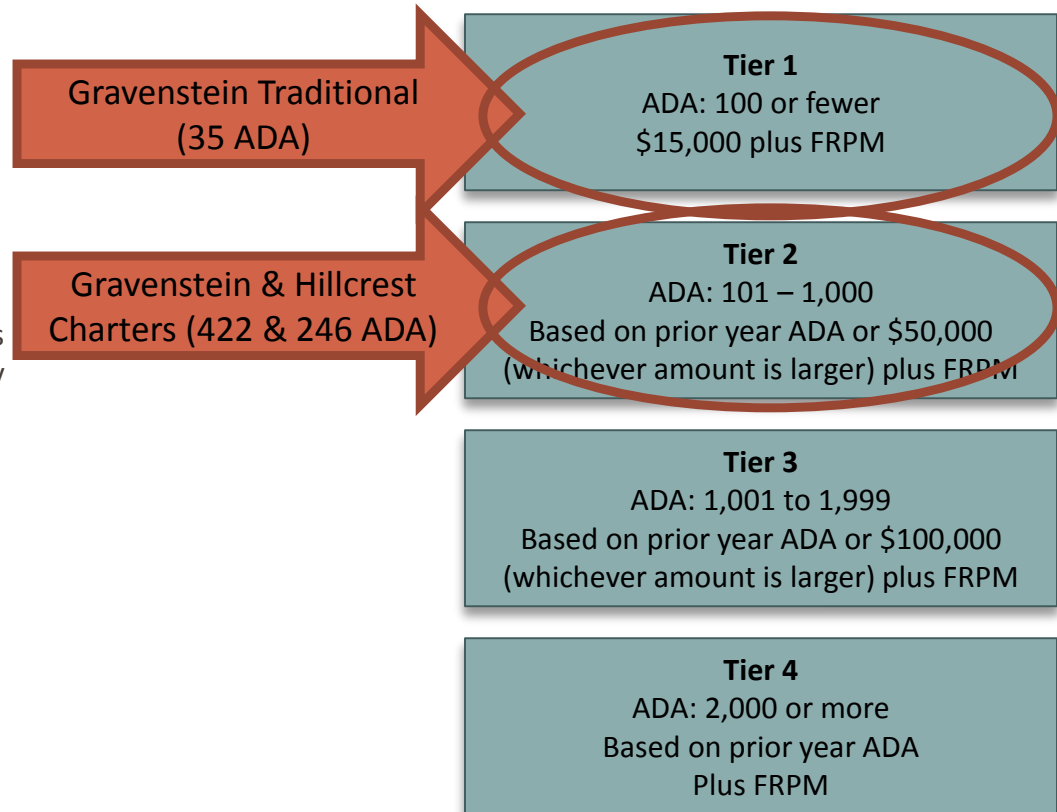 Gravenstein Traditional
(35 ADA)
Tier 1
ADA: 100 or fewer
$15,000 plus FRPM
Gravenstein & Hillcrest
Charters (422 & 246 ADA)
Tier 2
ADA: 101 – 1,000
Based on prior year ADA or $50,000
(whichever amount is larger) plus FRPM
Tier 3
ADA: 1,001 to 1,999
Based on prior year ADA or $100,000
(whichever amount is larger) plus FRPM
Tier 4
ADA: 2,000 or more
Based on prior year ADA
Plus FRPM